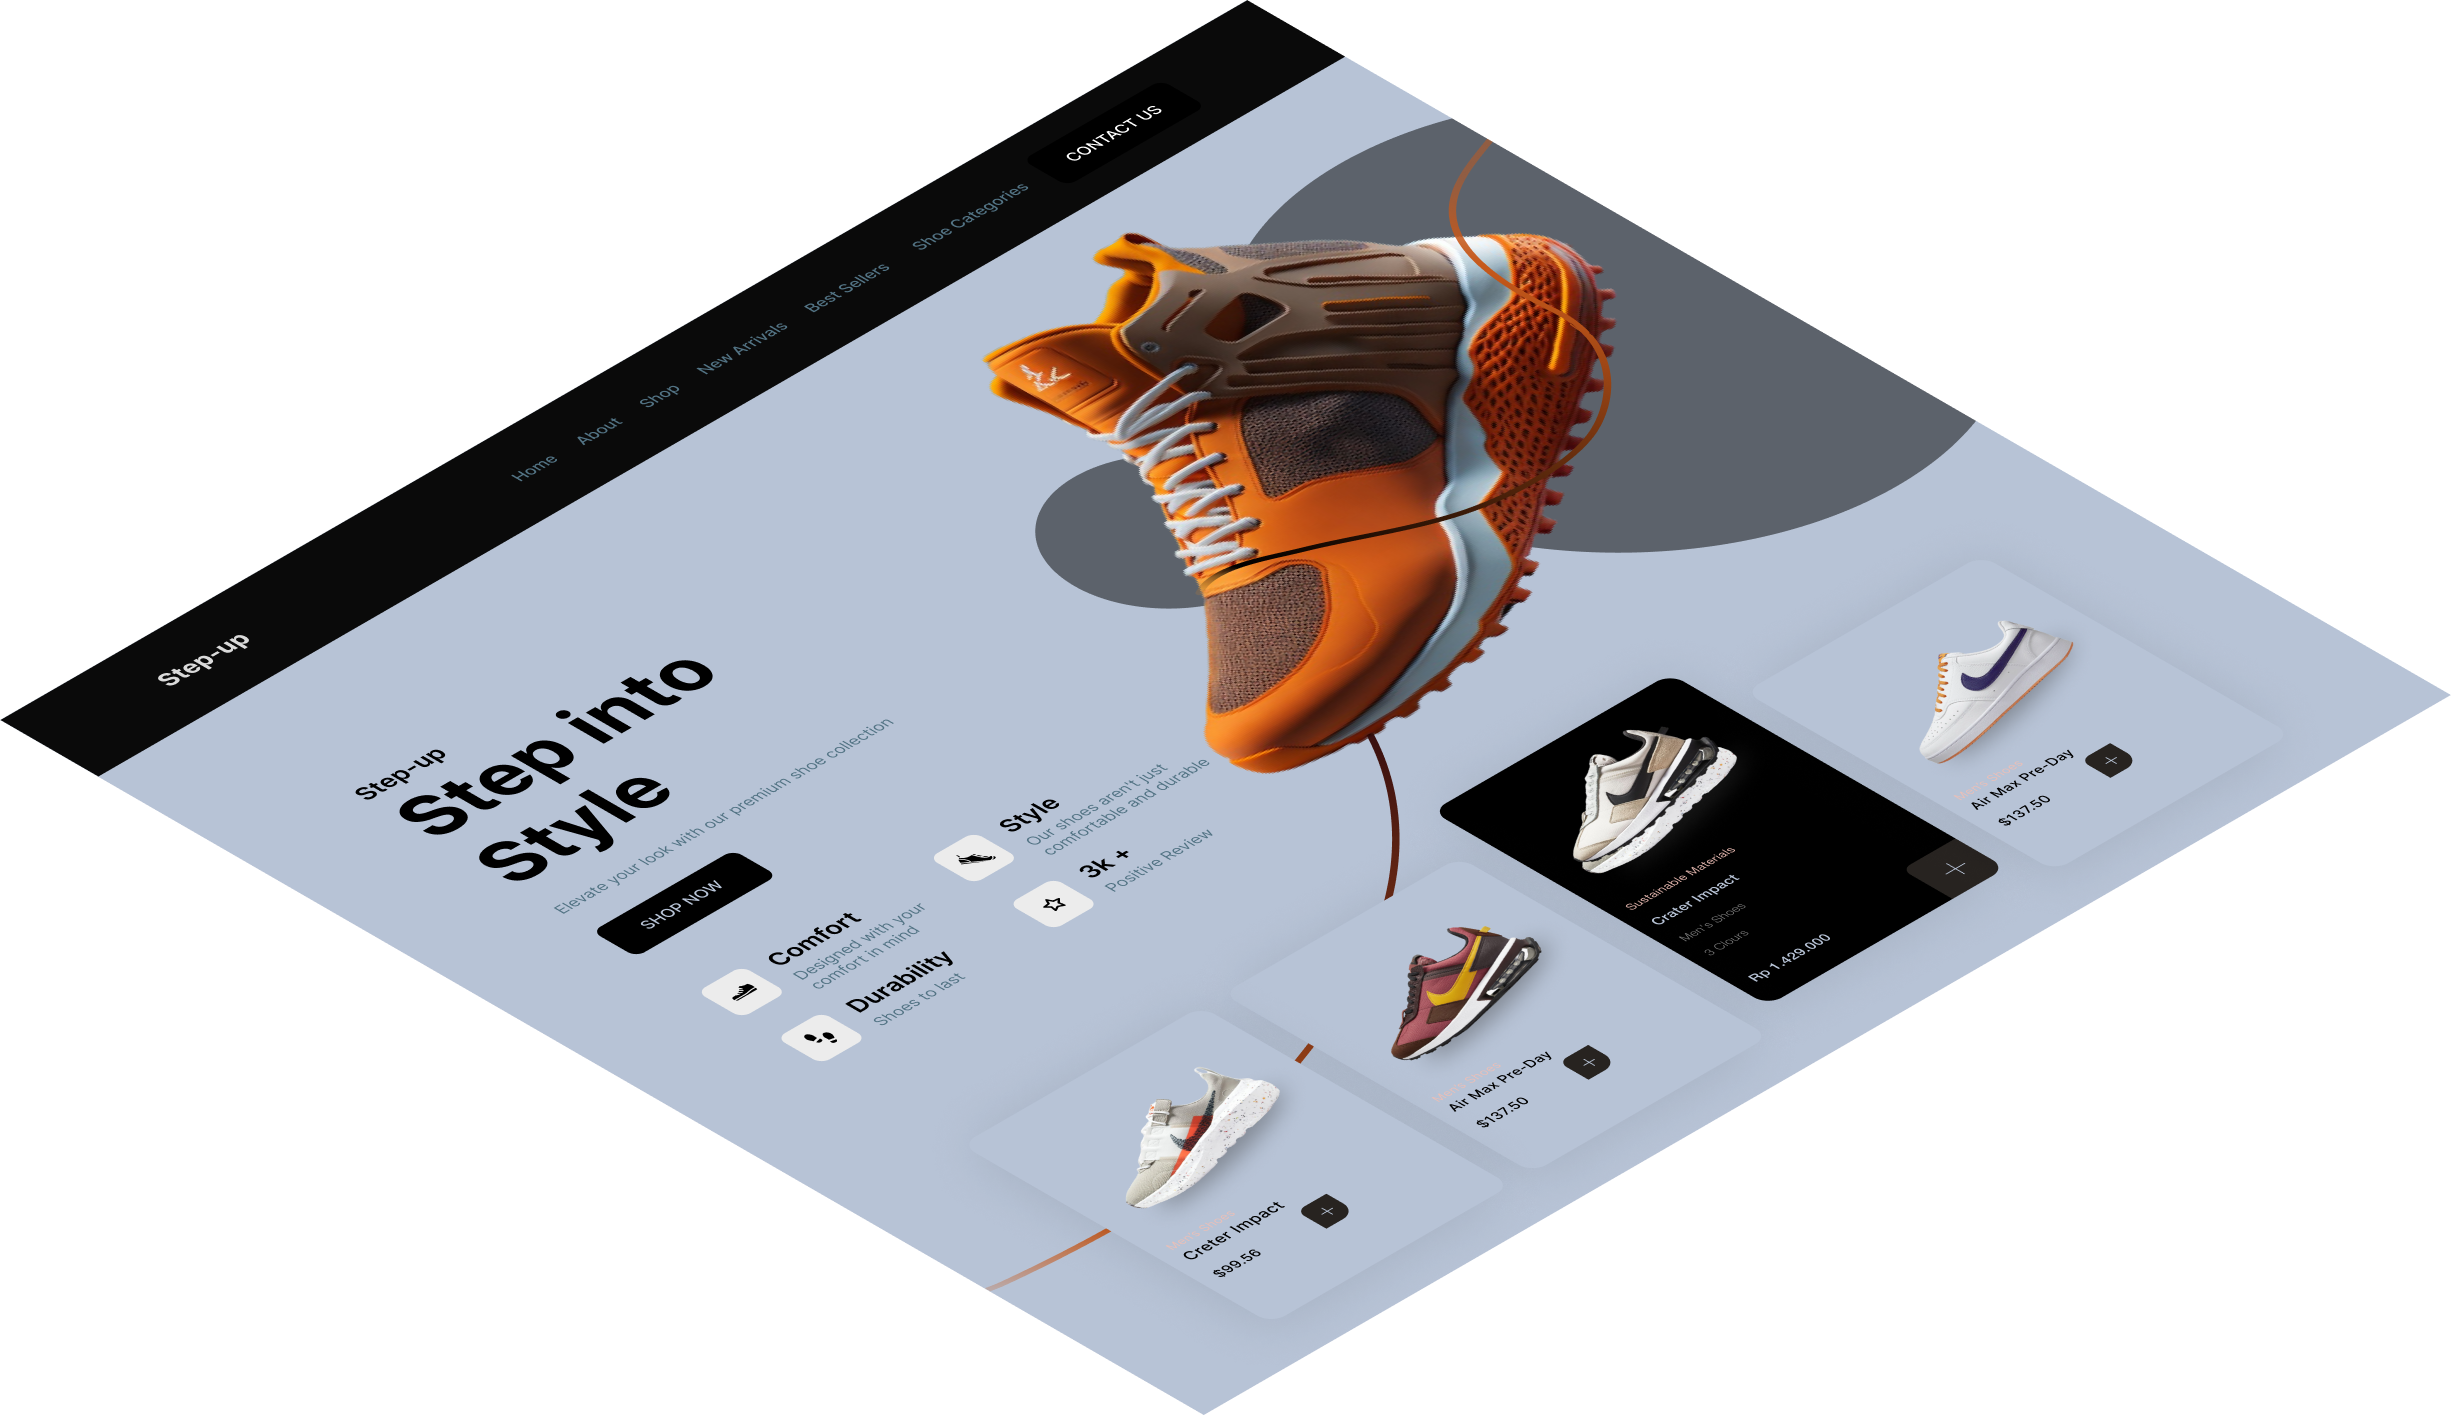 Step-up
Home
About
Shop
New Arrivals
Best Sellers
Shoe Categories
CONTACT US
Step-up
Step into
Style
Elevate your look with our premium shoe collection
SHOP NOW
Comfort
Designed with your
comfort in mind
Style
Our shoes aren't just
comfortable and durable
Durability
Shoes to last
3k +
Positive Review
Creter Impact
$99.56
Air Max Pre-Day
$137.50
Sustainable Materials
Crater Impact
Men's Shoes
3 Clours
Rp 1,429.000
Air Max Pre-Day
$137.50